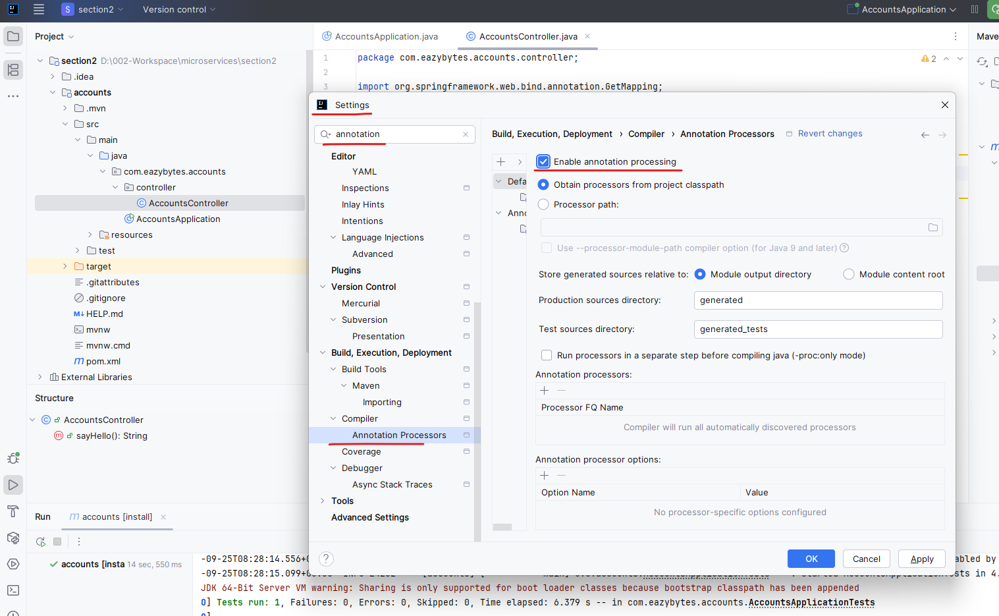 S section2 Version control AccountsApplication
Project
section2 D:\002-Workspace\microservices\section2
.idea
accounts
.mvn
src
main
java
com.eazybytes.accounts
controller
AccountsController
AccountsApplication
resources
test
target
.gitattributes
.gitignore
M↓ HELP.md
mvnw
mvnw.cmd
m pom.xml
External Libraries
Structure
AccountsController
sayHello(): String
AccountsApplication.java AccountsController.java
Mave
1 package com.eazybytes.accounts.controller;
2
3 import org.springframework.web.bind.annotation.GetMapping;
2
Settings
annotation
Editor
YAML
Inspections
Inlay Hints
Intentions
Language Injections
Advanced
Plugins
Version Control
Mercurial
Subversion
Presentation
Build, Execution, Deployment
Build Tools
Maven
Importing
Compiler
Annotation Processors
Coverage
Debugger
Async Stack Traces
Tools
Advanced Settings
Build, Execution, Deployment › Compiler › Annotation Processors Revert changes
Defa
Anno
Enable annotation processing
Obtain processors from project classpath
Processor path:
Use --processor-module-path compiler option (for Java 9 and later) ?
Store generated sources relative to: Module output directory Module content root
Production sources directory: generated
Test sources directory: generated_tests
Run processors in a separate step before compiling java (-proc:only mode)
Annotation processors:
Processor FQ Name
Compiler will run all automatically discovered processors
Annotation processor options:
Option Name Value
No processor-specific options configured
? OK Cancel Apply
Run m accounts [install]
accounts [insta 14 sec, 550 ms
-09-25T08:28:14.556+0
abled by
-09-25T08:28:15.099+0
in 4.
JDK 64-Bit Server VM warning: Sharing is only supported for boot loader classes because bootstrap classpath has been appended
O] Tests run: 1, Failures: 0, Errors: 0, Skipped: 0, Time elapsed: 6.379 s -- in com.eazybytes.accounts.AccountsApplicationTests